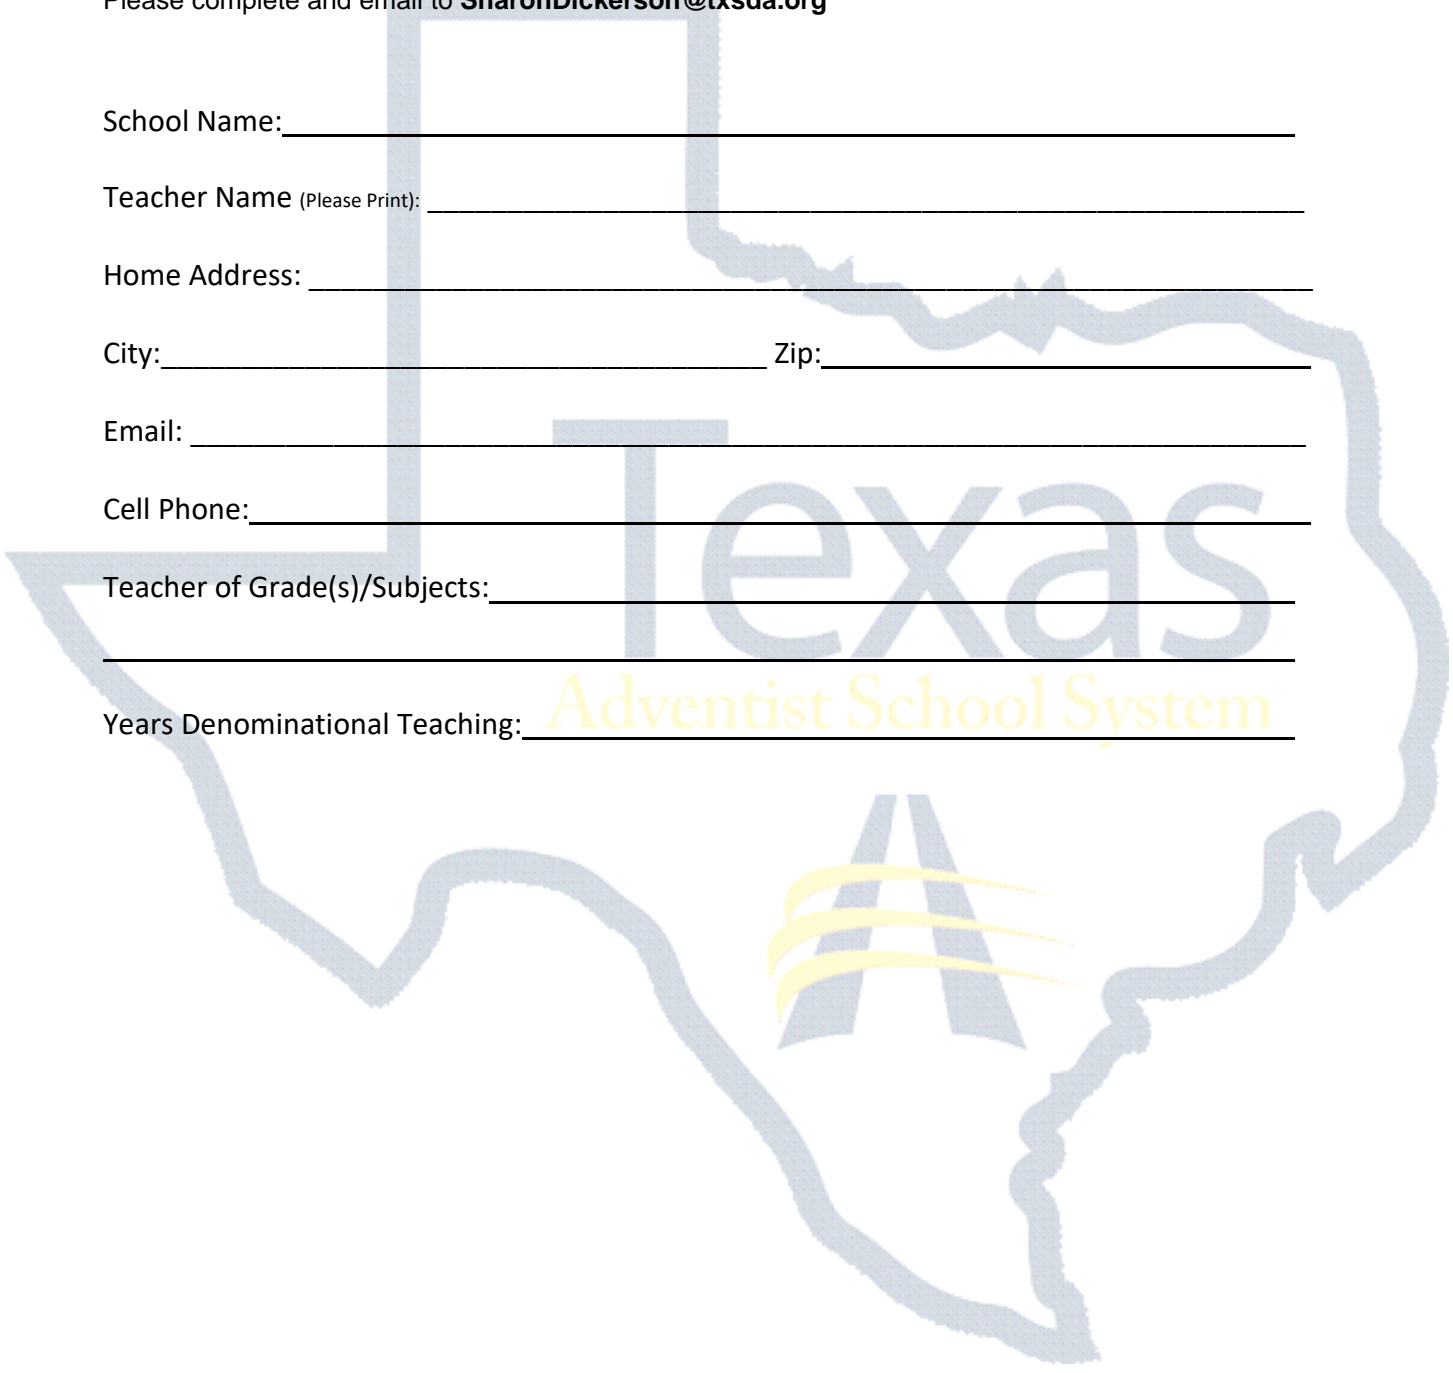 Please complete and email to SharonDickerson@txsda.org
School Name:
Teacher Name (Please Print):
Home Address:
City: Zip:
Email:
Cell Phone:
Teacher of Grade(s)/Subjects:
Years Denominational Teaching:
Texas
Adventist School System